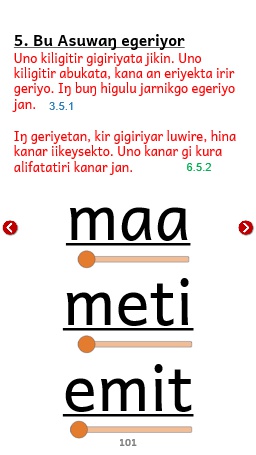 5. Bu Asuwaŋ egeriyor
Uno kiligitir gigiriyata jikin. Uno
kiligitir abukata, kana an eriyekta irir
geriyo. Iŋ buŋ higulu jarnikgo egeriyo
jan. 3.5.1
Iŋ geriyetan, kir gigiriyar luwire, hina
kanar iikeysekto. Uno kanar gi kura
alifatatiri kanar jan. 6.5.2
maa
meti
emit
101